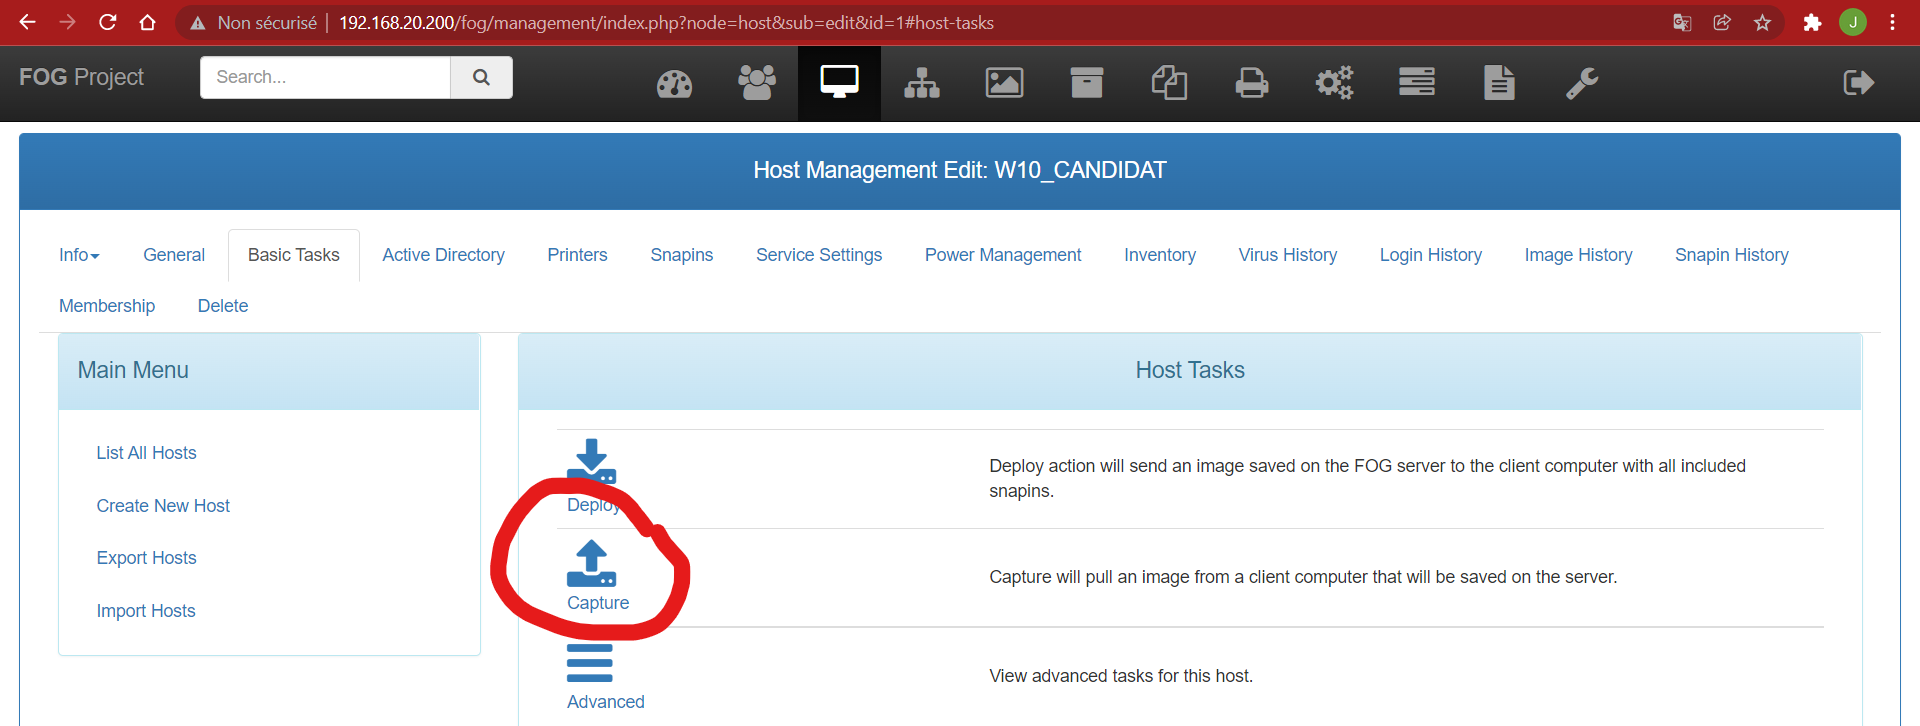 Non sécurisé | 192.168.20.200/fog/management/index.php?node=host&sub=edit&id=1#host-tasks
J
FOG Project
Search...
Host Management Edit: W10_CANDIDAT
Info General Basic Tasks Active Directory Printers Snapins Service Settings Power Management Inventory Virus History Login History Image History Snapin History
Membership Delete
Main Menu
List All Hosts
Create New Host
Export Hosts
Import Hosts
Host Tasks
Deploy
Deploy action will send an image saved on the FOG server to the client computer with all included
snapins.
Capture
Capture will pull an image from a client computer that will be saved on the server.
Advanced
View advanced tasks for this host.